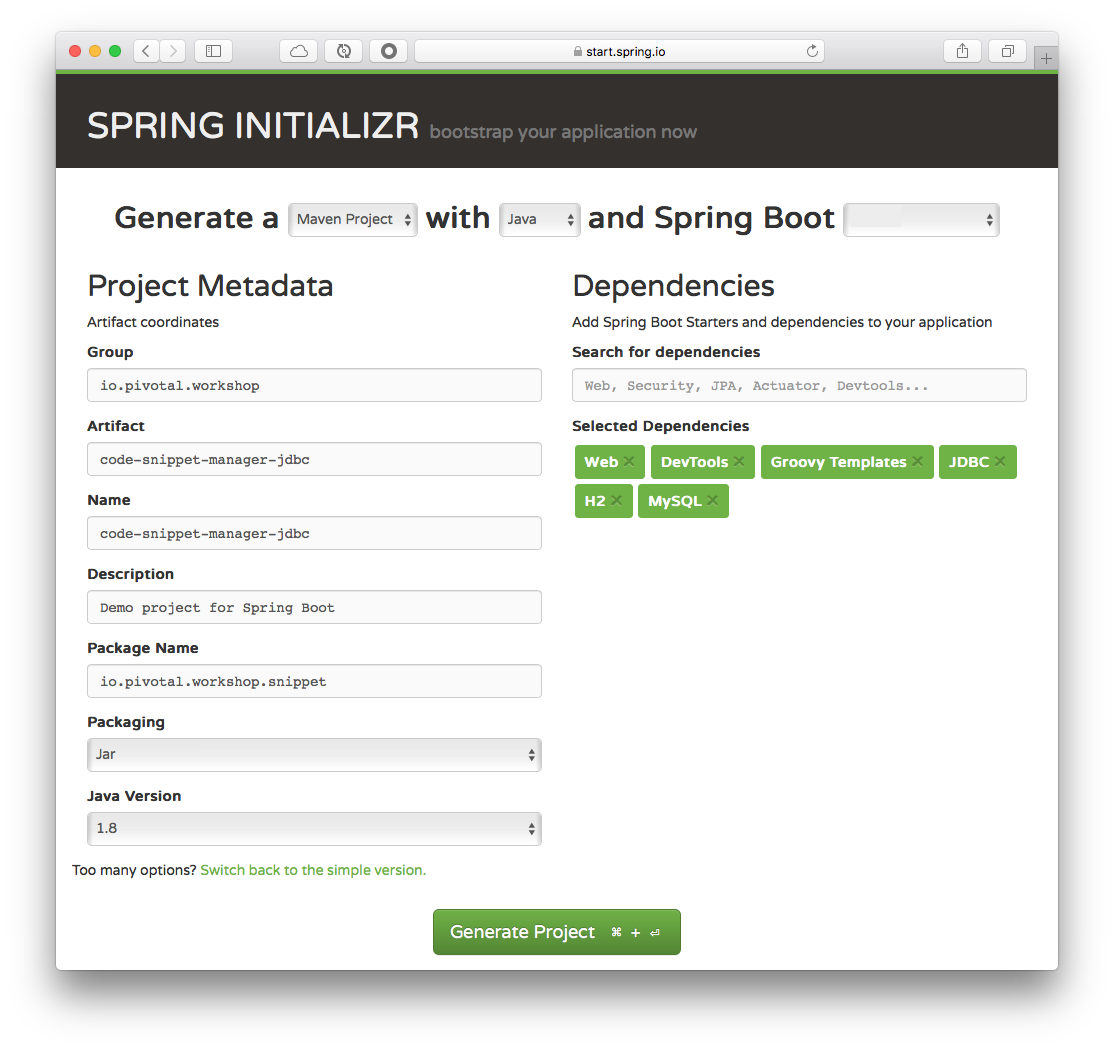 start.spring.io
SPRING INITIALIZR bootstrap your application now
Generate a Maven Project with Java and Spring Boot
Project Metadata
Artifact coordinates
Group
io.pivotal.workshop
Artifact
code-snippet-manager-jdbc
Name
code-snippet-manager-jdbc
Description
Demo project for Spring Boot
Package Name
io.pivotal.workshop.snippet
Packaging
Jar
Java Version
1.8
Too many options? Switch back to the simple version.
Dependencies
Add Spring Boot Starters and dependencies to your application
Search for dependencies
Web, Security, JPA, Actuator, Devtools...
Selected Dependencies
Web DevTools Groovy Templates JDBC
H2 MySQL
Generate Project ⌘ + ⏎